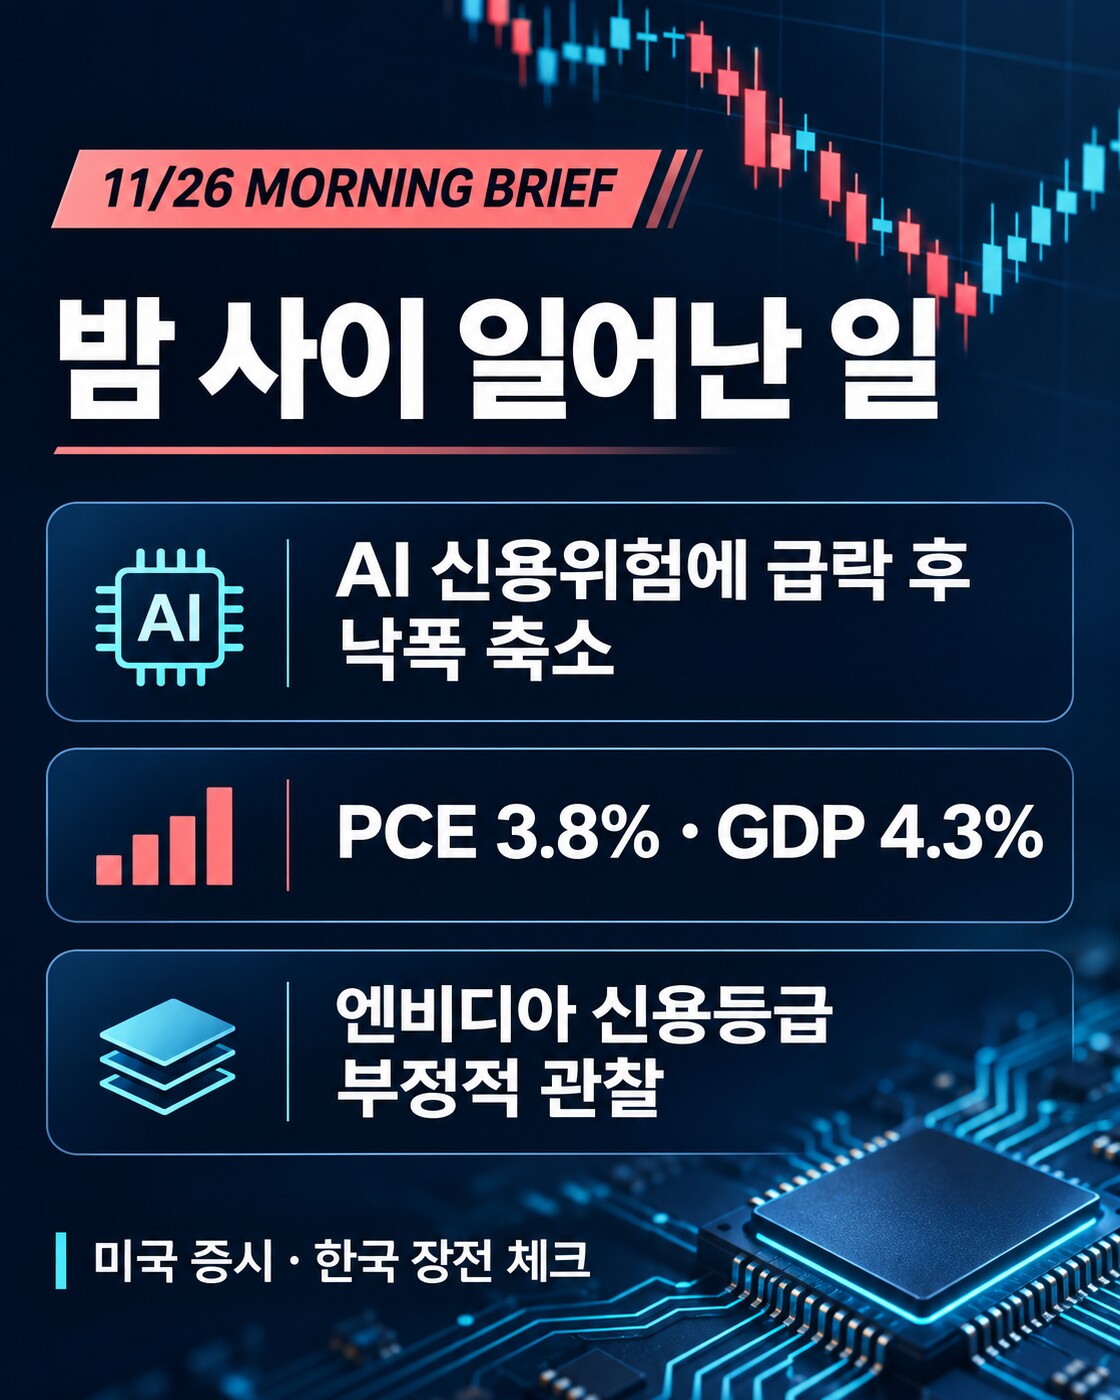 11/26 MORNING BRIEF
밤 사이 일어난 일
AI
AI 신용위험에 급락 후
낙폭 축소
PCE 3.8% · GDP 4.3%
엔비디아 신용등급
부정적 관찰
미국 증시 · 한국 장전 체크